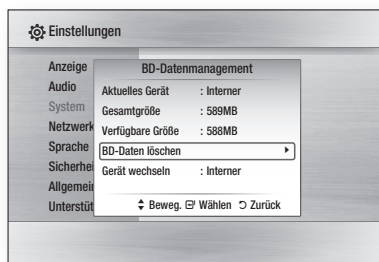 Einstellungen
Anzeige
Audio
System
Netzwerk
Sprache
Sicherhei
Allgemein
Unterstüt
BD-Datenmanagement
Aktuelles Gerät : Interner
Gesamtgröße : 589MB
Verfügbare Größe : 588MB
BD-Daten löschen
Gerät wechseln : Interner
Beweg. Wählen Zurück